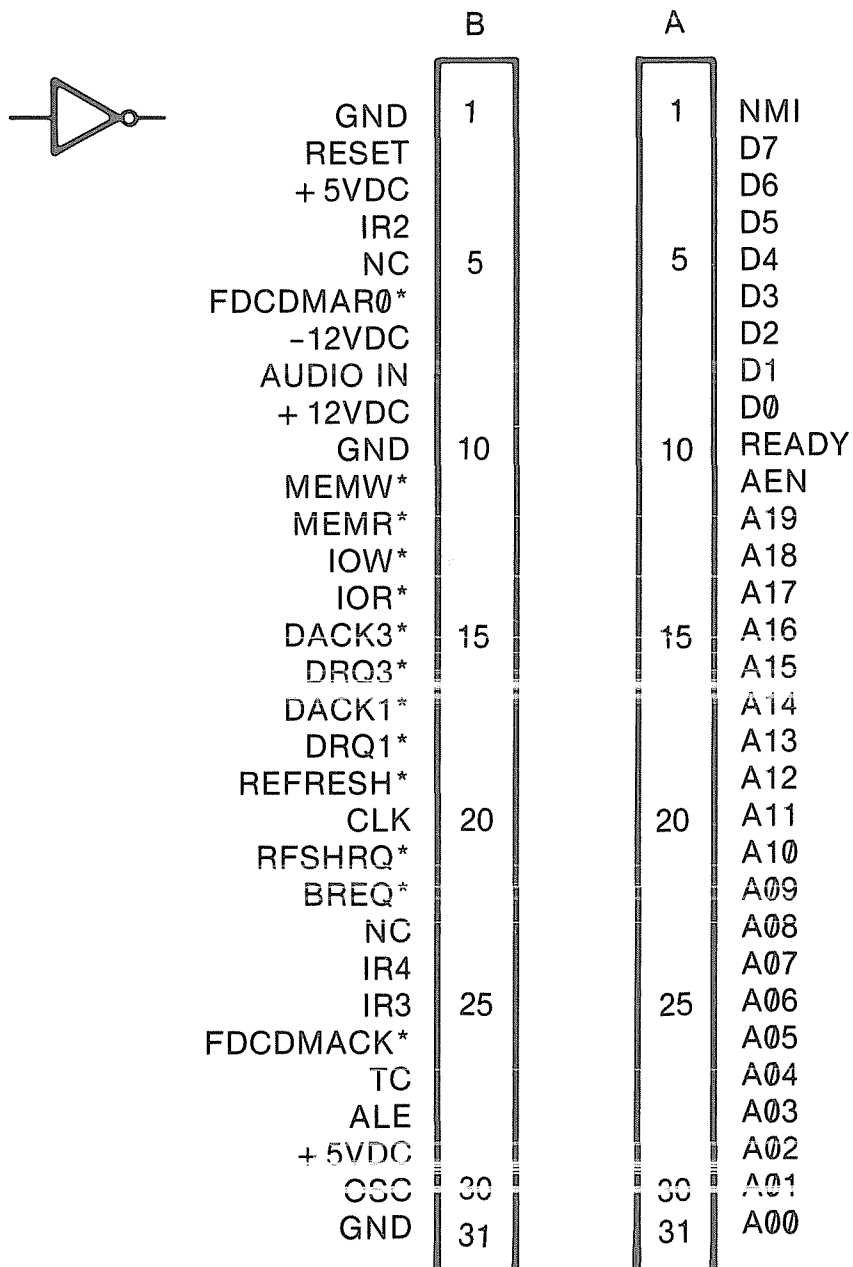 B A
GND 1 1 NMI
RESET D7
+5VDC D6
IR2 D5
NC 5 5 D4
FDCDMAR0* D3
-12VDC D2
AUDIO IN D1
+12VDC D0
GND 10 10 READY
MEMW* AEN
MEMR* A19
IOW* A18
IOR* A17
DACK3* 15 15 A16
DRQ3* A15
DACK1* A14
DRQ1* A13
REFRESH* A12
CLK 20 20 A11
RFSHRQ* A10
BREQ* A09
NC A08
IR4 A07
IR3 25 25 A06
FDCDMACK* A05
TC A04
ALE A03
+5VDC A02
OSC 30 30 A01
GND 31 31 A00